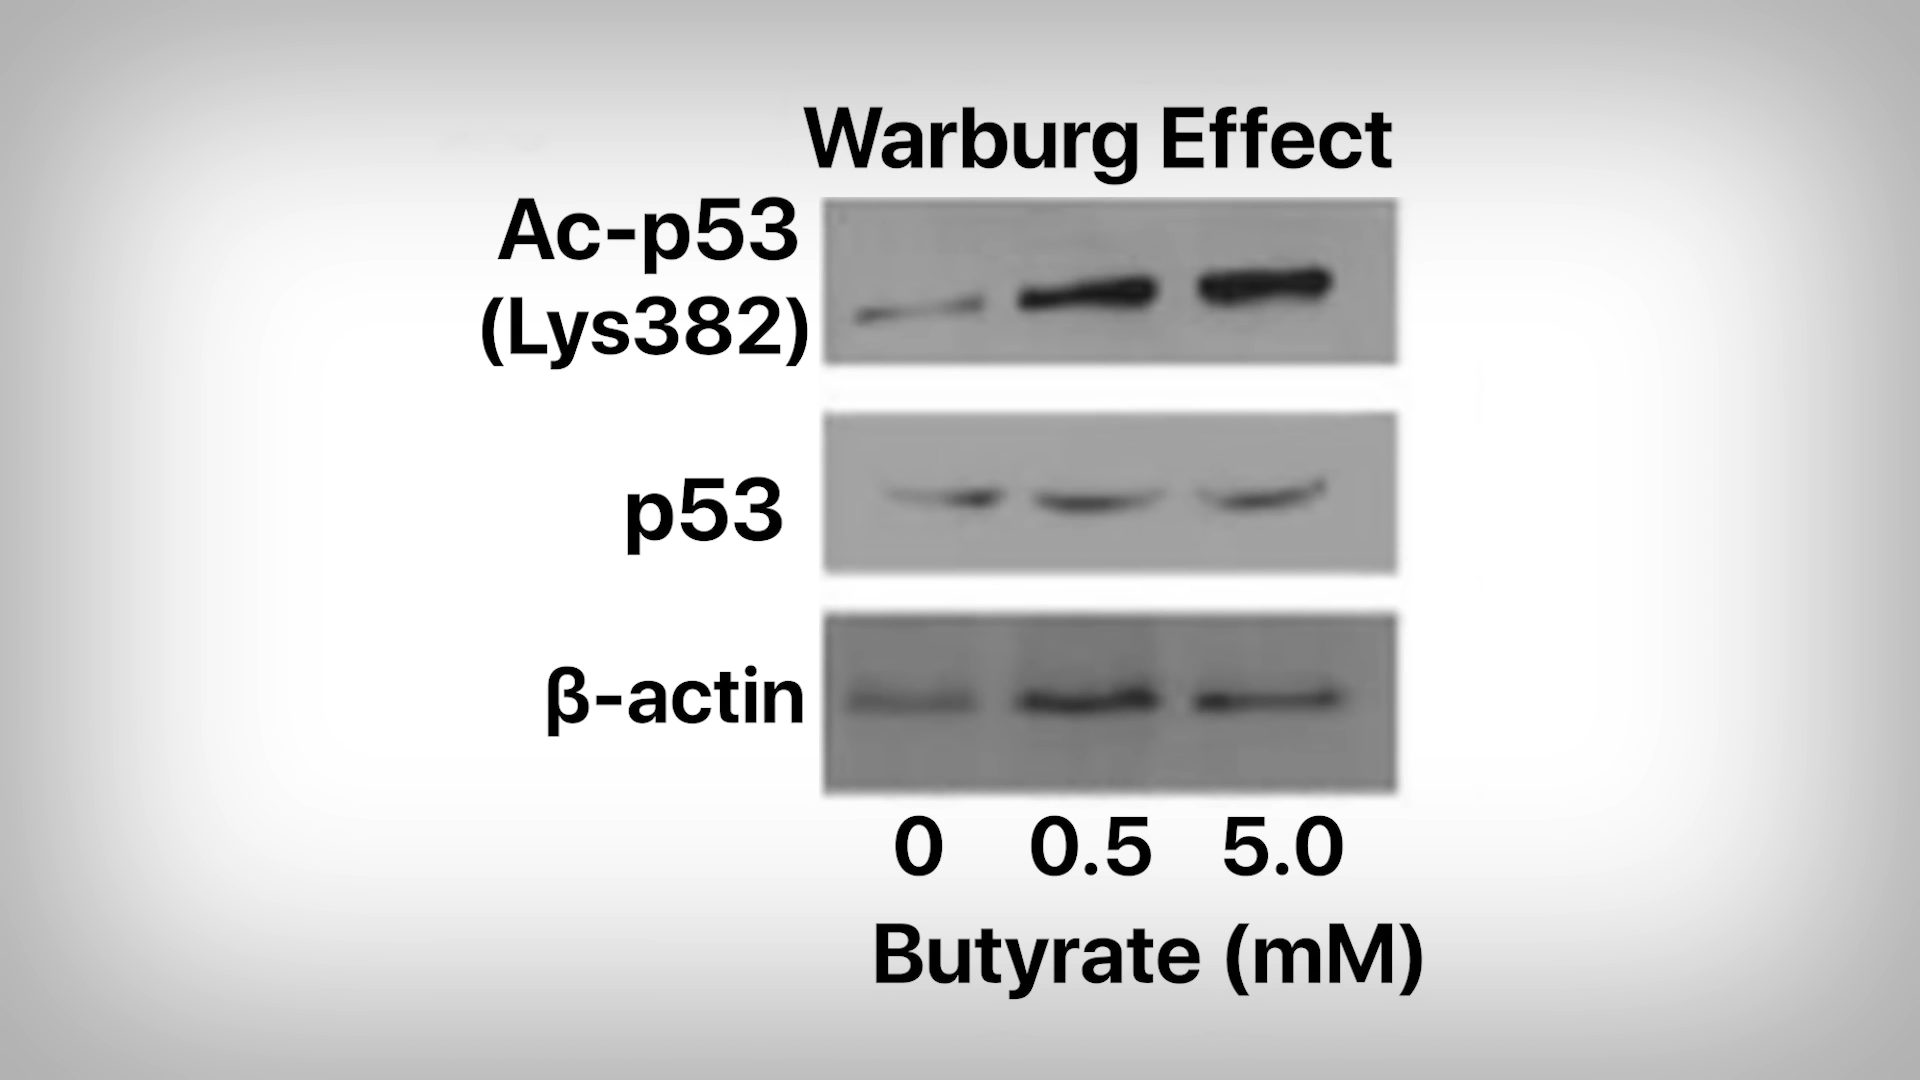 Warburg Effect
Ac-p53
(Lys382)
p53
β-actin
0 0.5 5.0
Butyrate (mM)